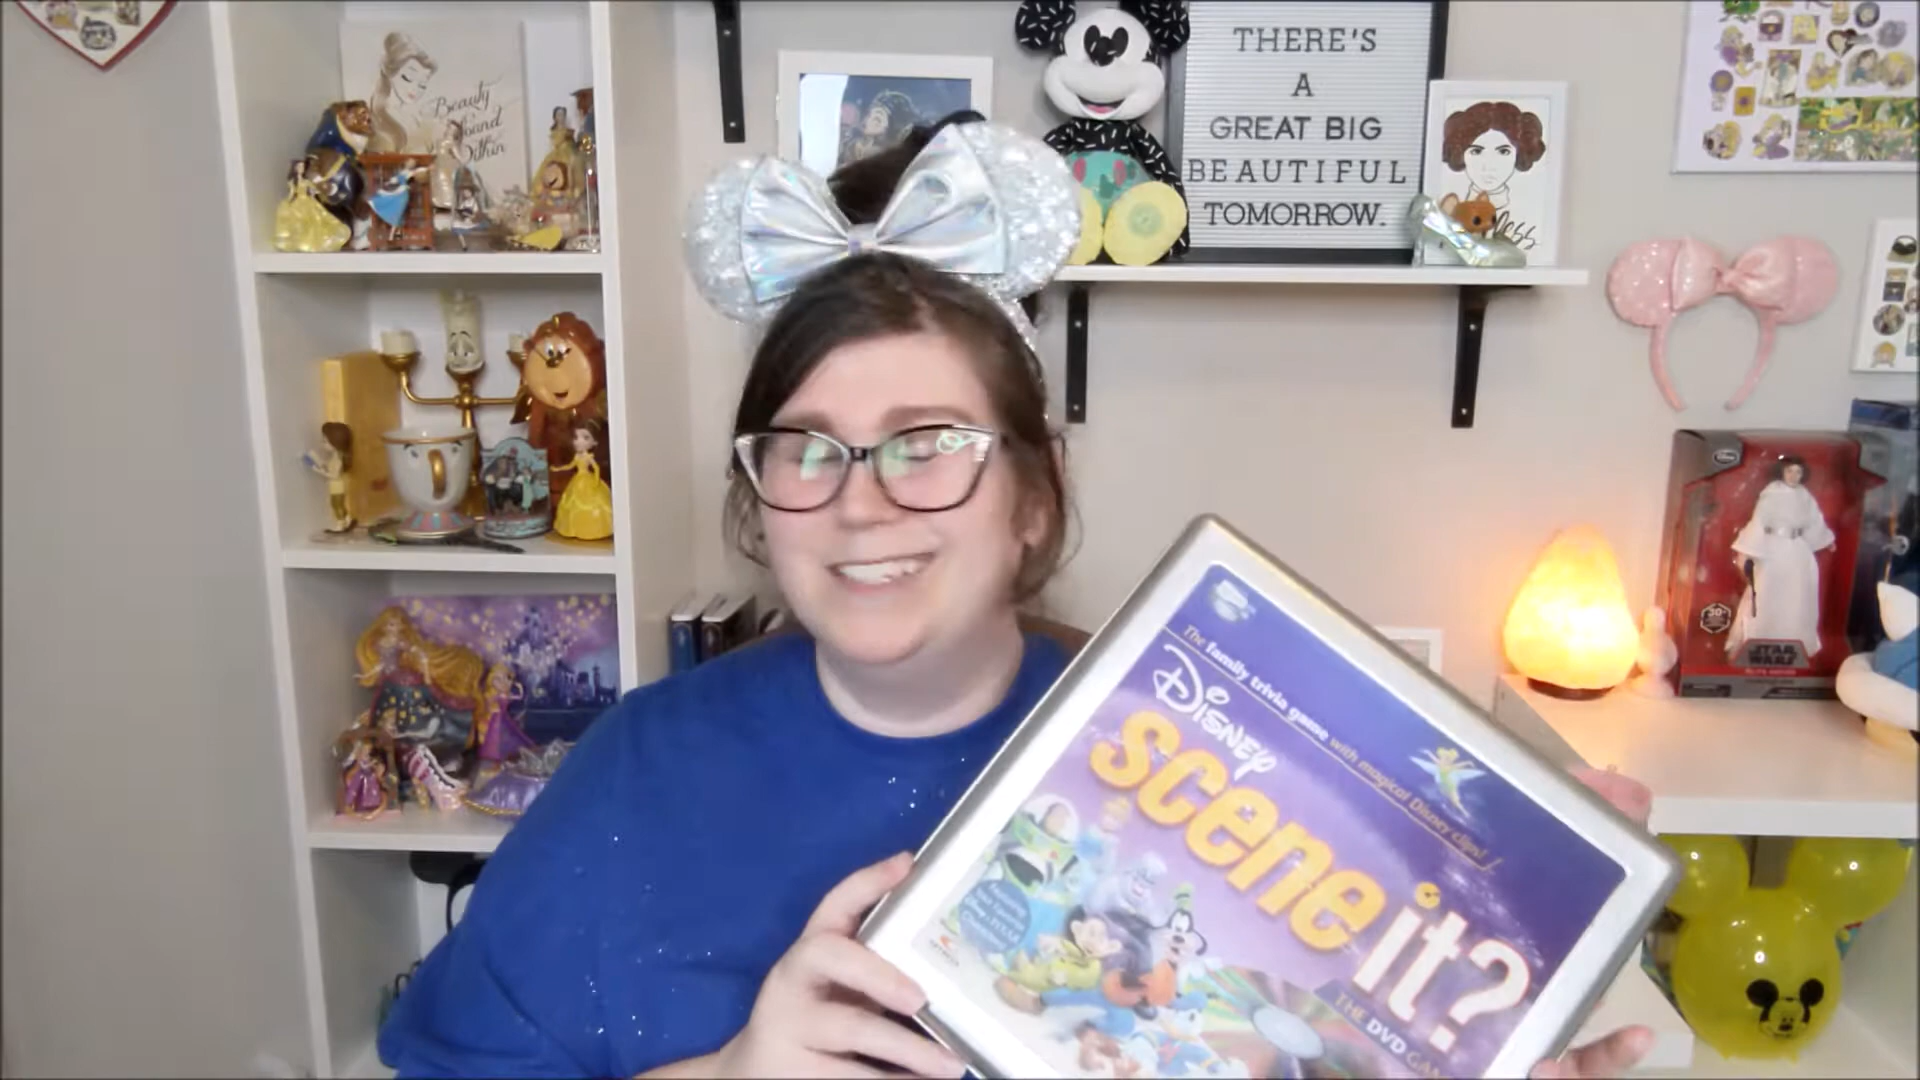 Beauty
Found
Within
THERE'S
A
GREAT BIG
BEAUTIFUL
TOMORROW.
The family trivia game with magical Disney clips!
Disney
scene it?
THE DVD GAME
STAR
WARS